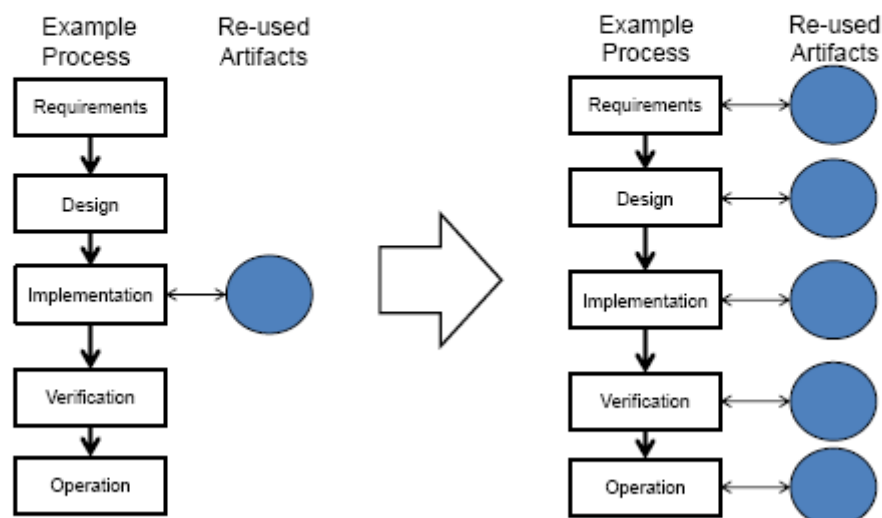 Example
Process
Re-used
Artifacts
Requirements
Design
Implementation
Verification
Operation
Example
Process
Re-used
Artifacts
Requirements
Design
Implementation
Verification
Operation